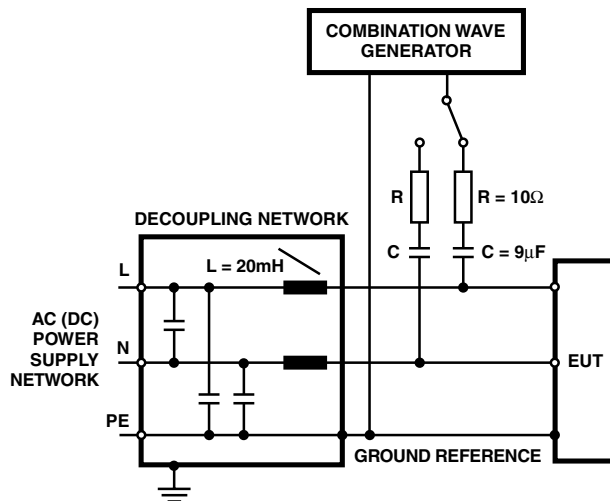 COMBINATION WAVE
GENERATOR
R
R = 10Ω
DECOUPLING NETWORK
L
L = 20mH
C
C = 9μF
AC (DC)
POWER
SUPPLY
NETWORK
N
EUT
PE
GROUND REFERENCE